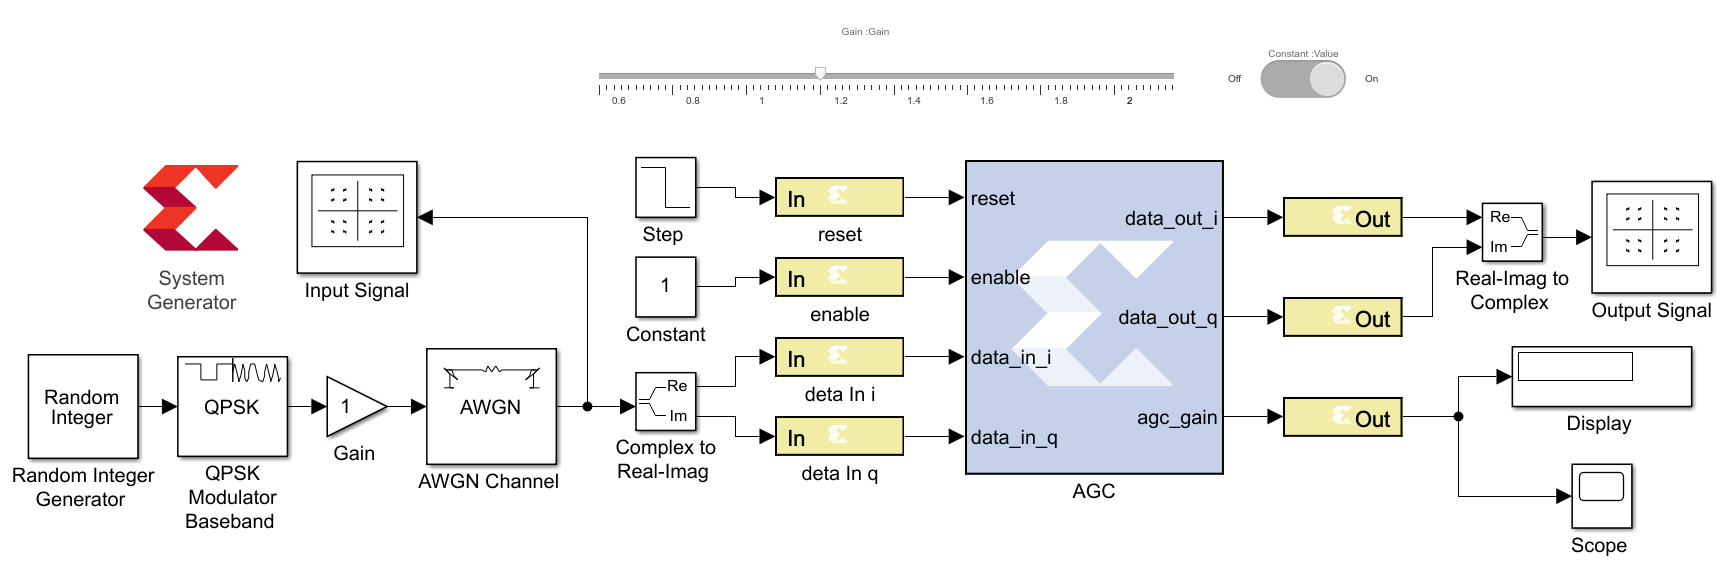 Gain :Gain
0.6
0.8
1
1.2
1.4
1.6
1.8
2
Constant :Value
Off
On
System
Generator
Input Signal
Step
In
reset
1
Constant
In
enable
In
deta In i
In
deta In q
reset
enable
data_in_i
data_in_q
data_out_i
data_out_q
agc_gain
AGC
Out
Out
Out
Re
Im
Real-Imag to
Complex
Output Signal
Display
Scope
Random
Integer
Random Integer
Generator
QPSK
QPSK
Modulator
Baseband
1
Gain
AWGN
AWGN Channel
Re
Im
Complex to
Real-Imag